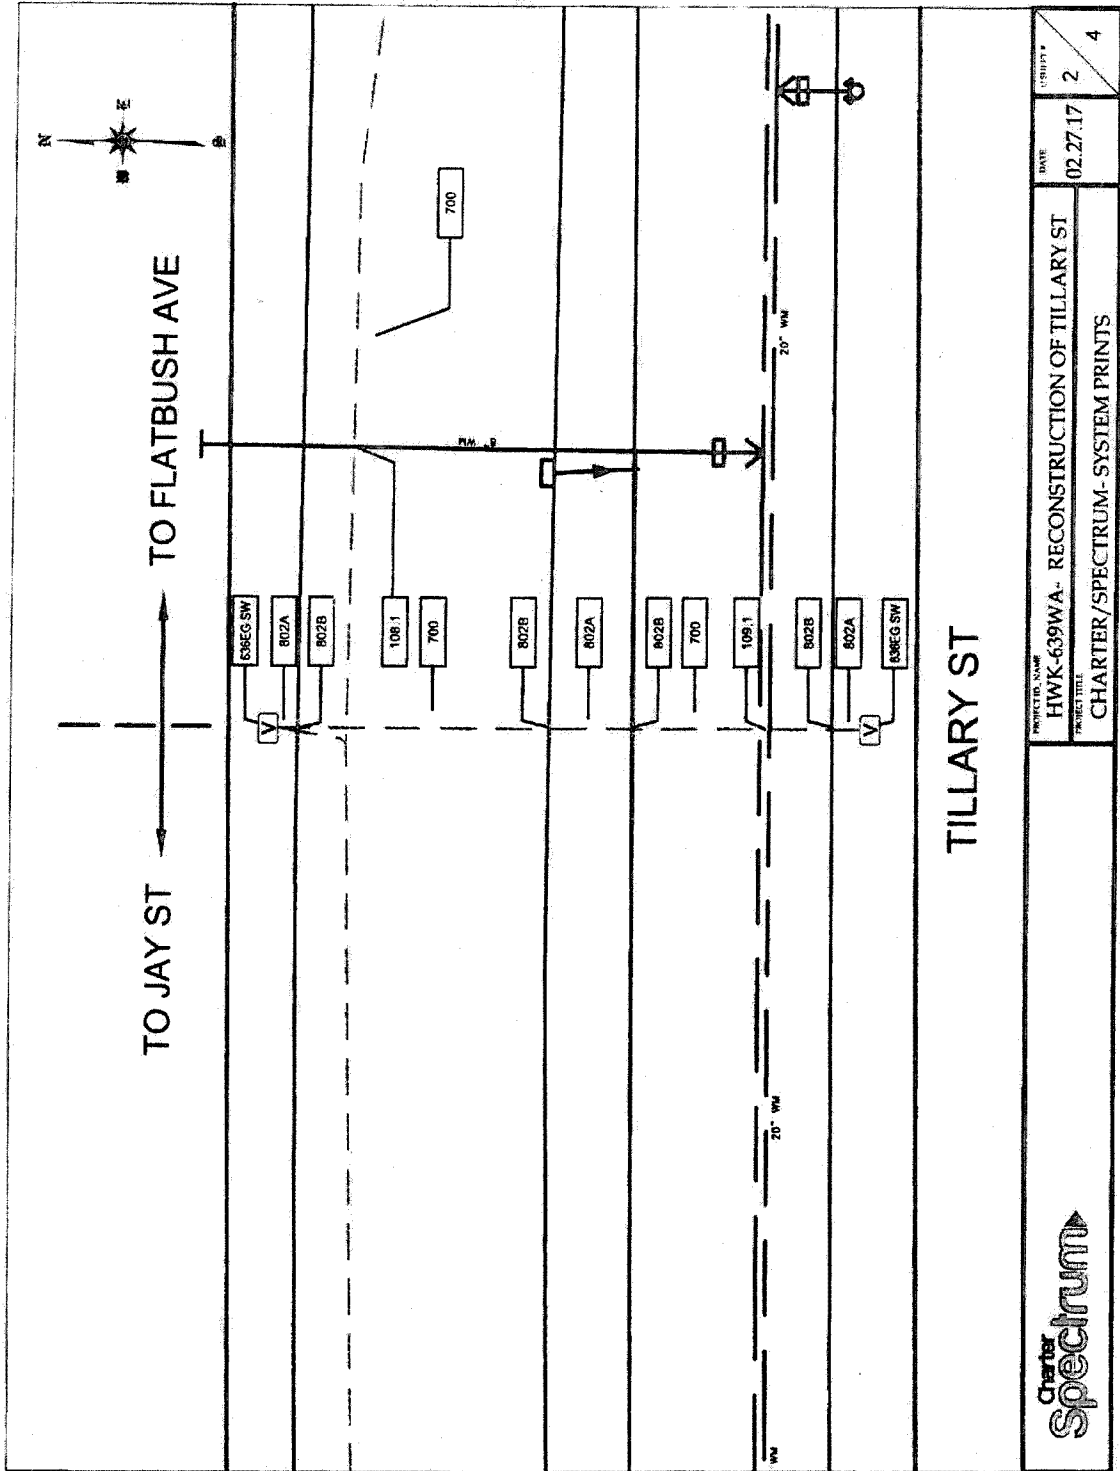 N
E
TO JAY ST
TO FLATBUSH AVE
636EG SW
802A
802B
108.1
700
700
8" WM
802B
802A
802B
700
109.1
20" WM
20" WM
WM
802B
802A
636EG SW
V
V
TILLARY ST
Charter
Spectrum
PROJECT ID, NAME
HWK-639WA- RECONSTRUCTION OF TILLARY ST
PROJECT TITLE
CHARTER/SPECTRUM- SYSTEM PRINTS
DATE
02.27.17
2
4